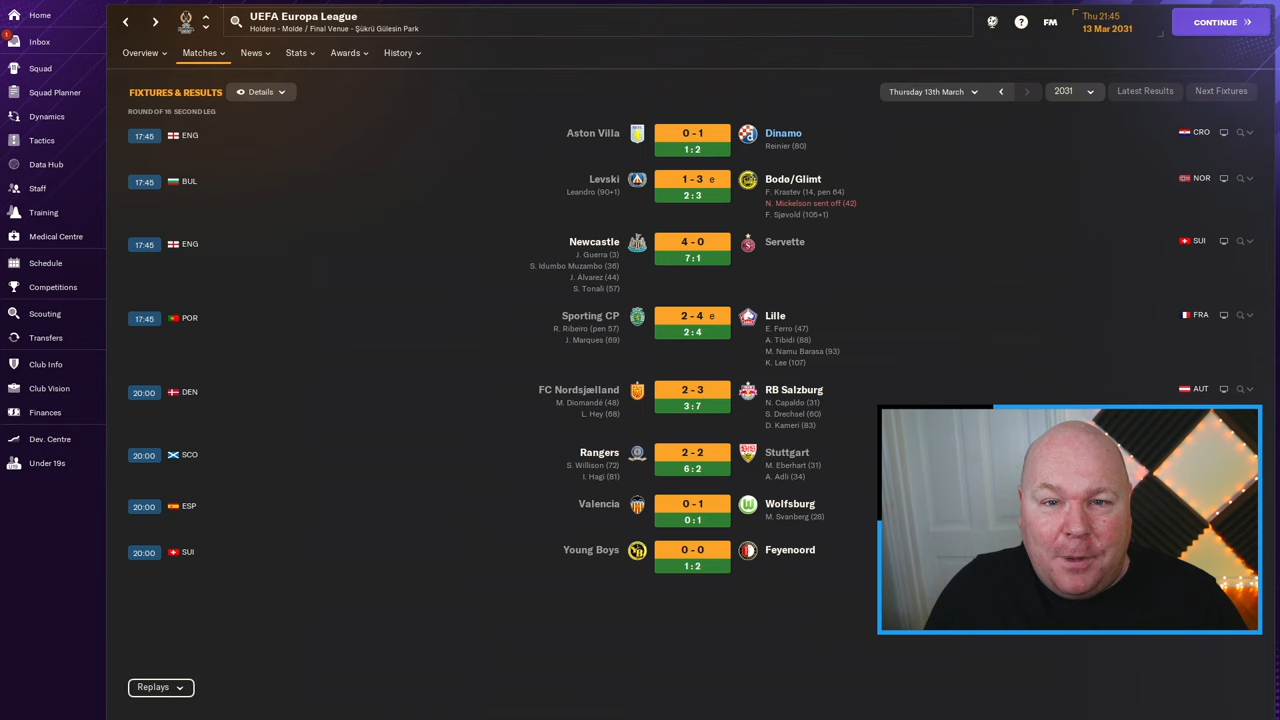 Home
UEFA Europa League
Holders - Molde / Final Venue - Şükrü Gülesin Park
FM
Thu 21:45
13 Mar 2031
CONTINUE
1
Inbox
Overview
Matches
News
Stats
Awards
History
Squad
Squad Planner
Dynamics
Tactics
Data Hub
Staff
Training
Medical Centre
Schedule
Competitions
Scouting
Transfers
Club Info
Club Vision
Finances
Dev. Centre
Under 19s
FIXTURES & RESULTS
Details
Thursday 13th March
2031
Latest Results
Next Fixtures
ROUND OF 16 SECOND LEG
17:45 ENG Aston Villa 0 - 1 Dinamo CRO
1 : 2 Reinier (80)
17:45 BUL Levski 1 - 3 e Bodø/Glimt NOR
Leandro (90+1) 2 : 3 F. Krastev (14, pen 64)
N. Mickelson sent off (42)
F. Sjøvold (105+1)
17:45 ENG Newcastle 4 - 0 Servette SUI
J. Guerra (3) 7 : 1
S. Idumbo Muzambo (36)
J. Álvarez (44)
S. Tonali (57)
17:45 POR Sporting CP 2 - 4 e Lille FRA
R. Ribeiro (pen 57) 2 : 4 E. Ferro (47)
J. Marques (69) A. Tibidi (88)
M. Namu Barasa (93)
K. Lee (107)
20:00 DEN FC Nordsjælland 2 - 3 RB Salzburg AUT
M. Diomandé (48) 3 : 7 N. Capaldo (31)
L. Hey (68) S. Drechsel (60)
D. Kameri (83)
20:00 SCO Rangers 2 - 2 Stuttgart
S. Willison (72) 6 : 2 M. Eberhart (31)
I. Hagi (81) A. Adli (34)
20:00 ESP Valencia 0 - 1 Wolfsburg
0 : 1 M. Svanberg (28)
20:00 SUI Young Boys 0 - 0 Feyenoord
1 : 2
Replays